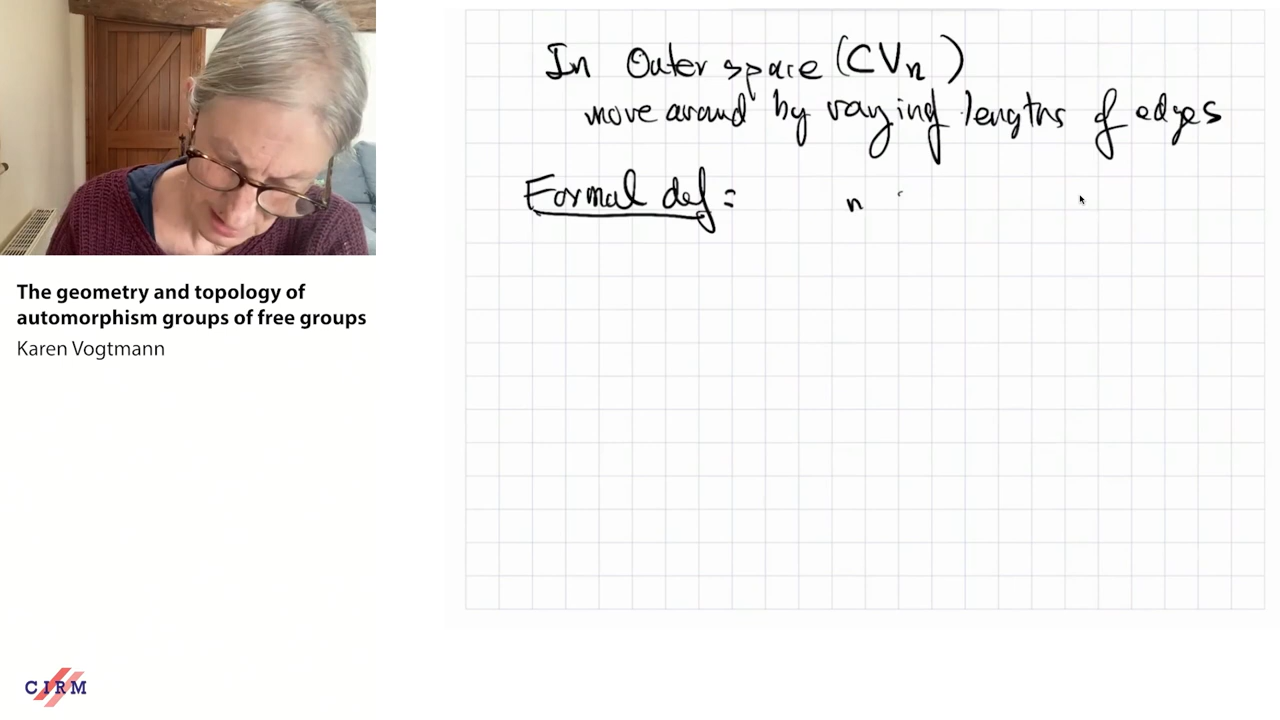 In Outer space (CVn)
move around by varying lengths of edges
Formal def: n
The geometry and topology of
automorphism groups of free groups
Karen Vogtmann
CIRM